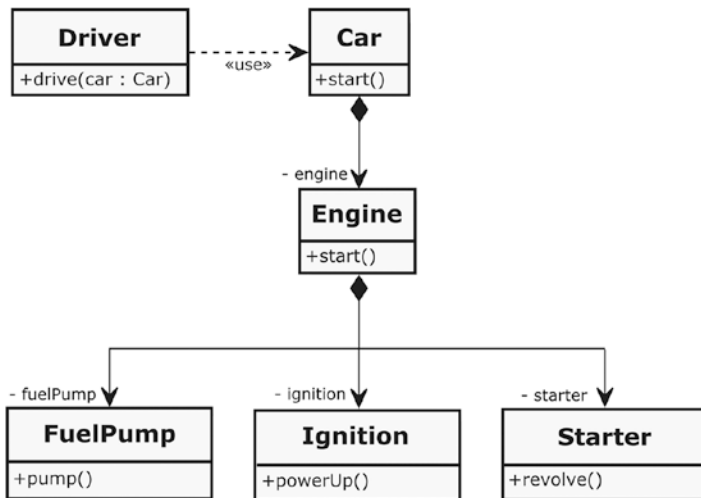 Driver
+drive(car : Car)
«use»
Car
+start()
- engine
Engine
+start()
- fuelPump
- ignition
- starter
FuelPump
+pump()
Ignition
+powerUp()
Starter
+revolve()